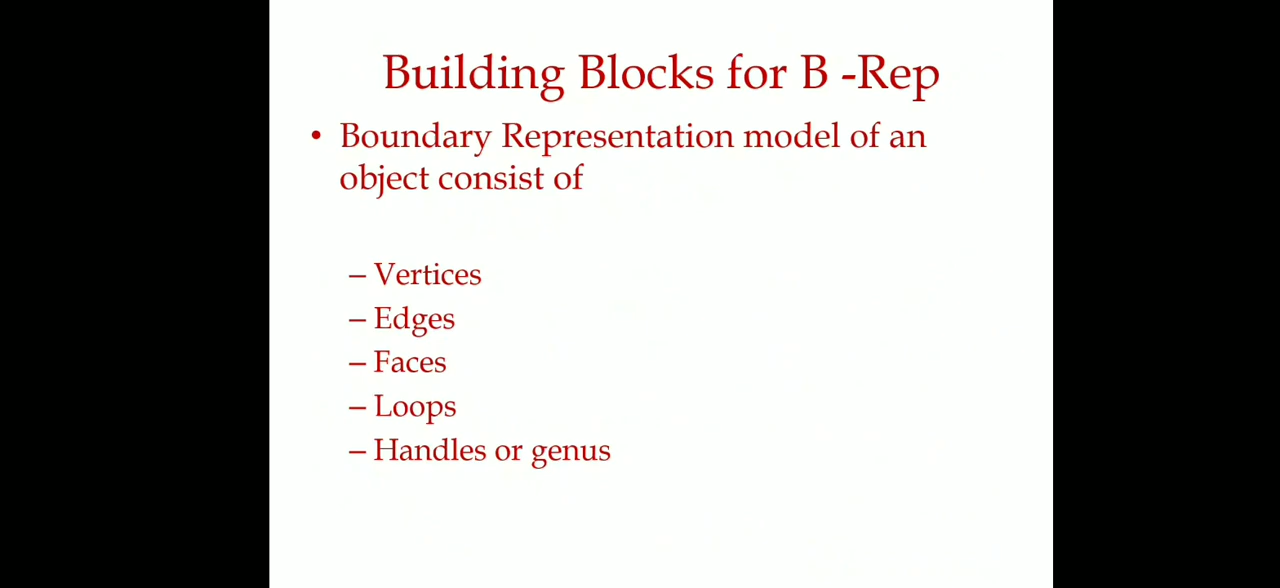 Building Blocks for B -Rep
• Boundary Representation model of an
object consist of
– Vertices
– Edges
– Faces
– Loops
– Handles or genus